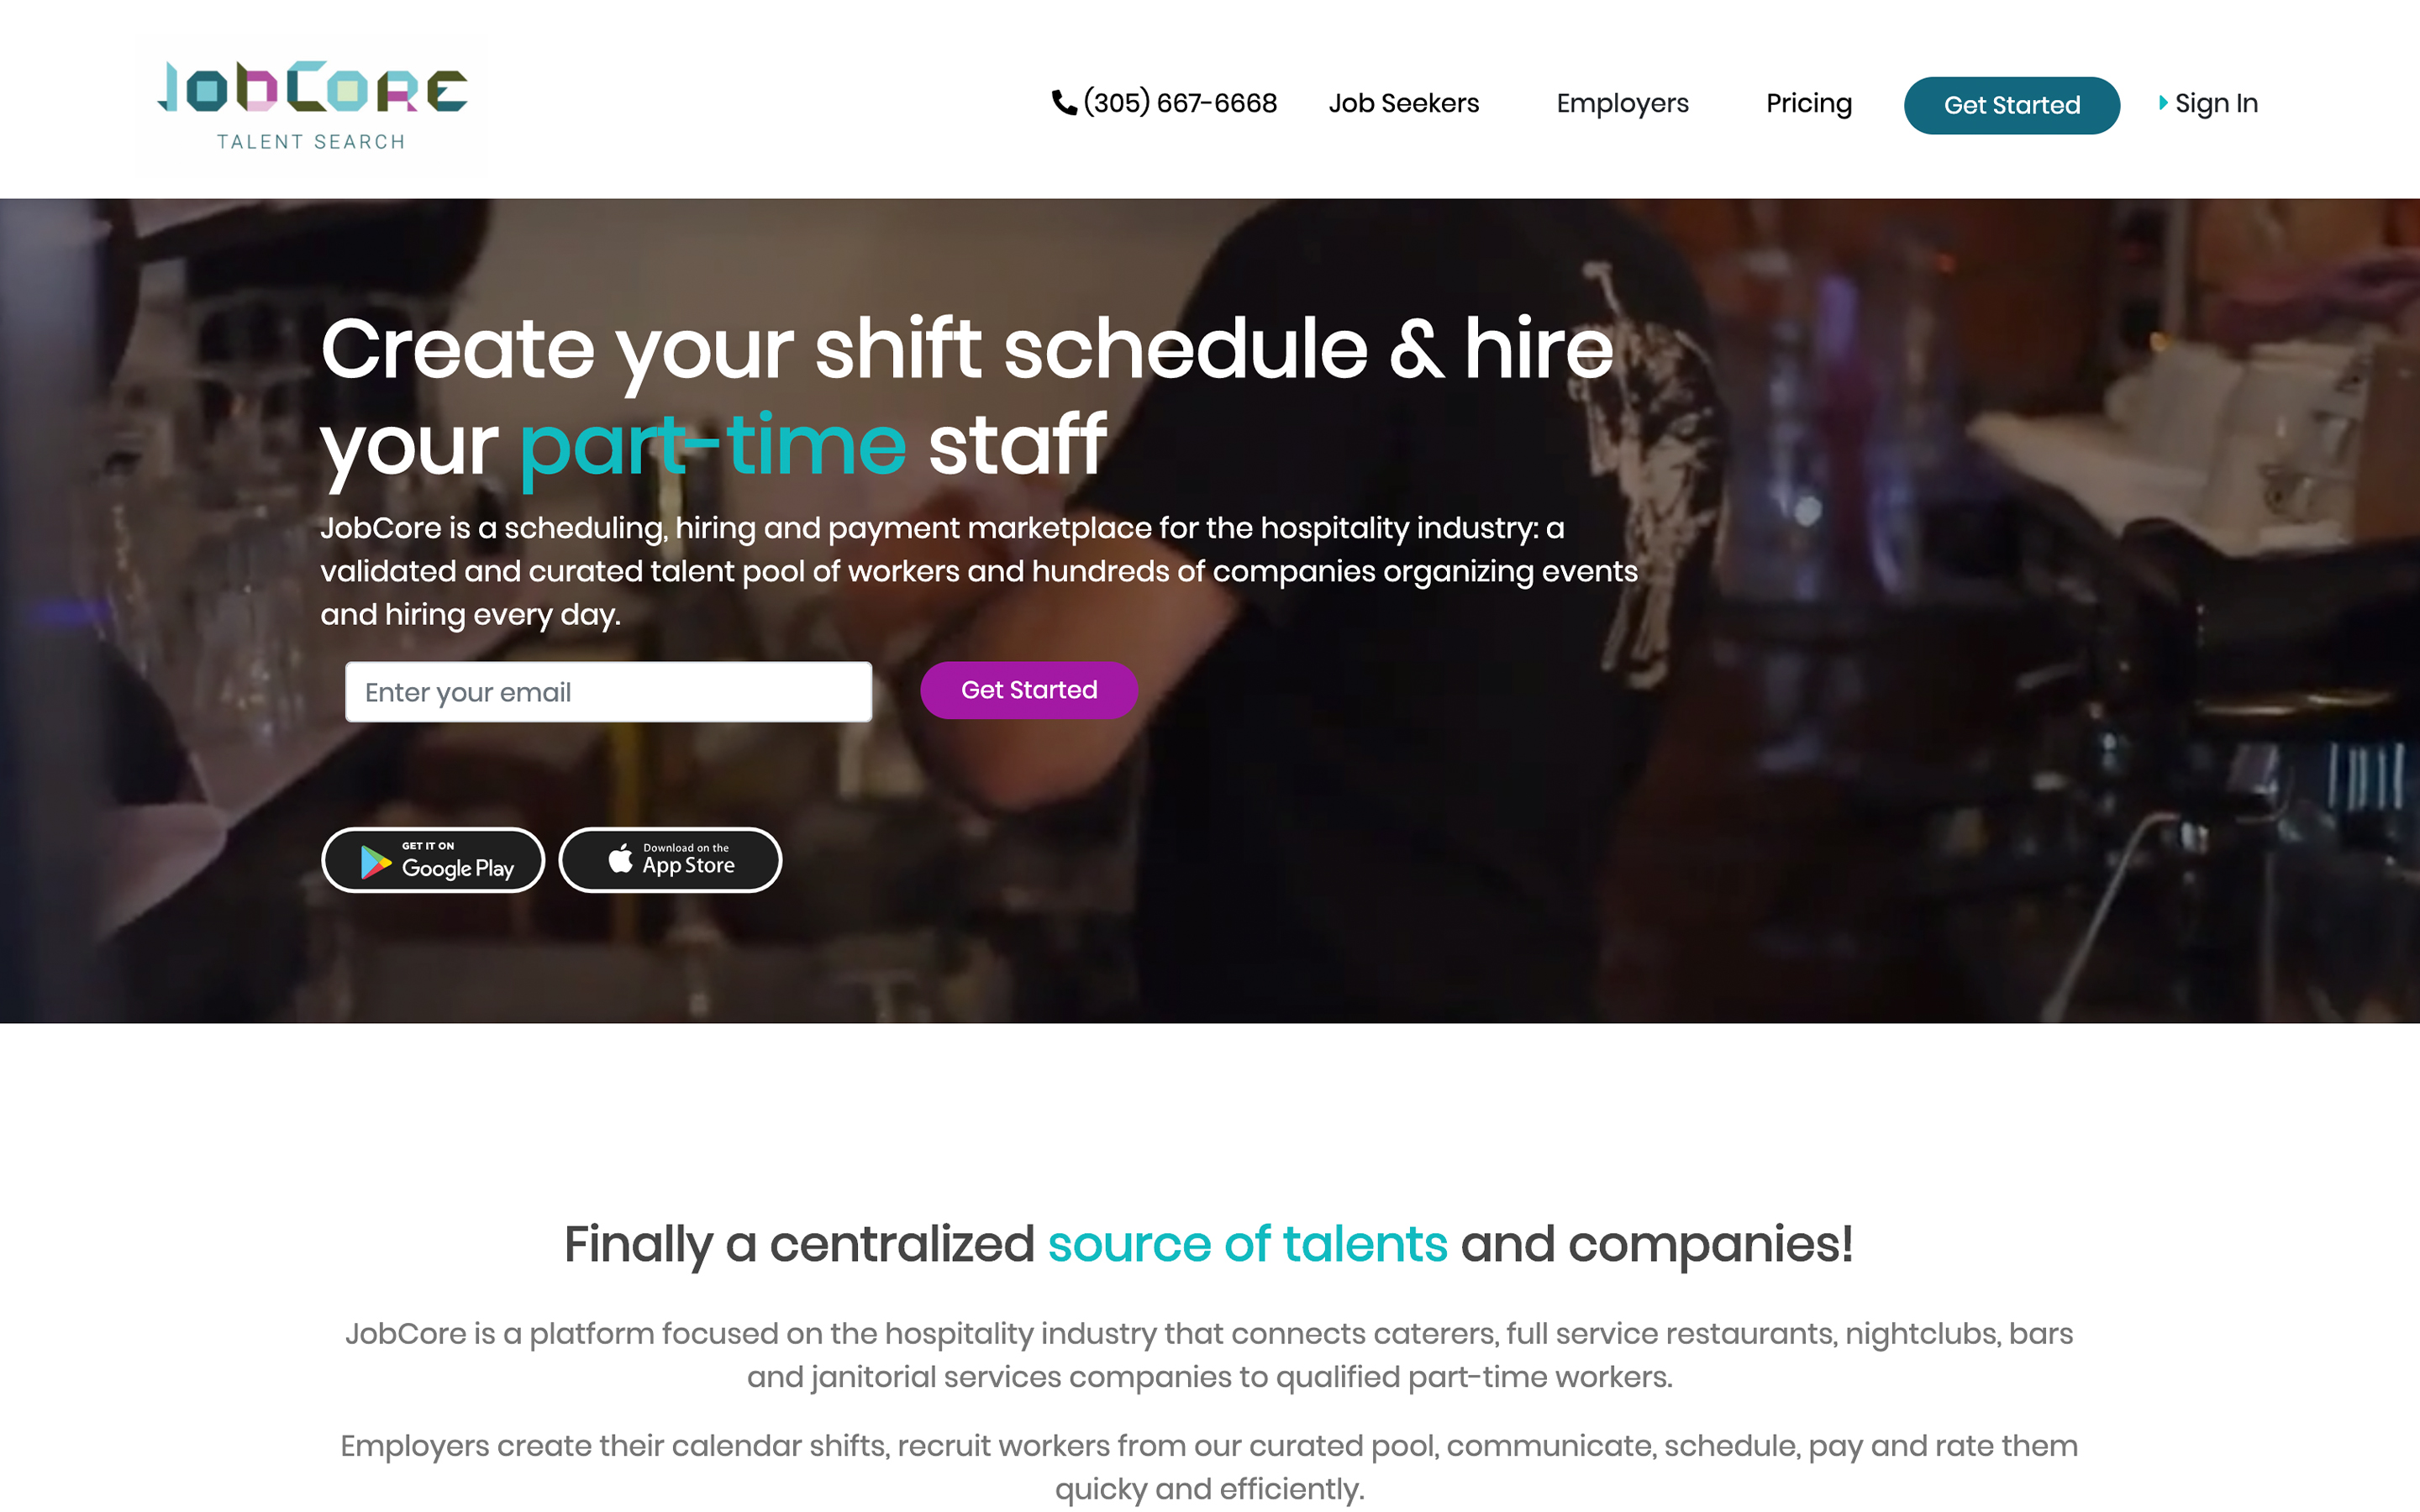 JobCore
TALENT SEARCH
(305) 667-6668
Job Seekers
Employers
Pricing
Get Started
Sign In
Create your shift schedule & hire
your part-time staff
JobCore is a scheduling, hiring and payment marketplace for the hospitality industry: a
validated and curated talent pool of workers and hundreds of companies organizing events
and hiring every day.
Enter your email
Get Started
GET IT ON
Google Play
Download on the
App Store
Finally a centralized source of talents and companies!
JobCore is a platform focused on the hospitality industry that connects caterers, full service restaurants, nightclubs, bars
and janitorial services companies to qualified part-time workers.
Employers create their calendar shifts, recruit workers from our curated pool, communicate, schedule, pay and rate them
quicky and efficiently.